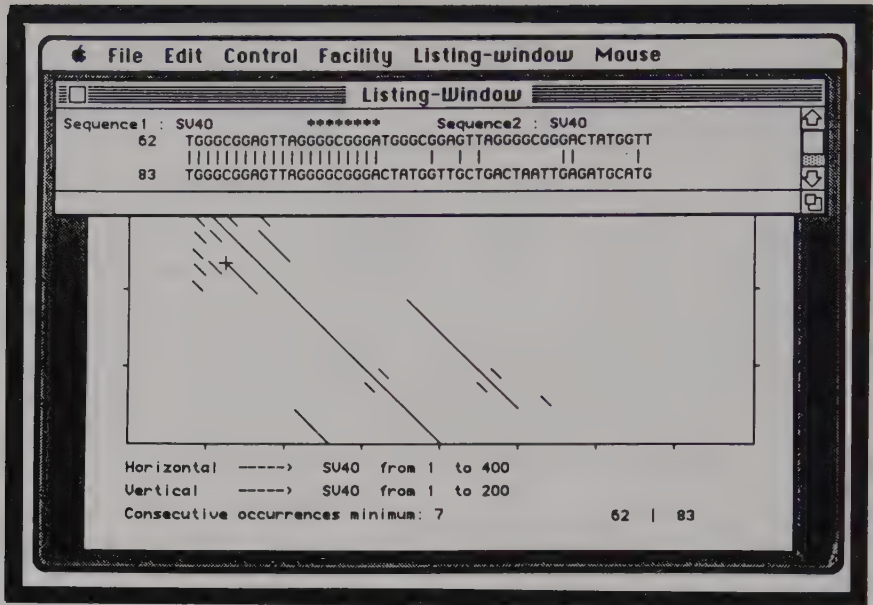 File Edit Control Facility Listing-window Mouse
Listing-Window
Sequence1 : SV40 ******** Sequence2 : SV40
62 TGGGCGGAGTTAGGGGCGGGATGGGCGGAGTTAGGGGCGGGACTATGGTT
||||||||||||||||||||| | | | || |
83 TGGGCGGAGTTAGGGGCGGGACTATGGTTGCTGACTAATTGAGATGCATG
Horizontal -----> SV40 from 1 to 400
Vertical -----> SV40 from 1 to 200
Consecutive occurrences minimum: 7 62 | 83